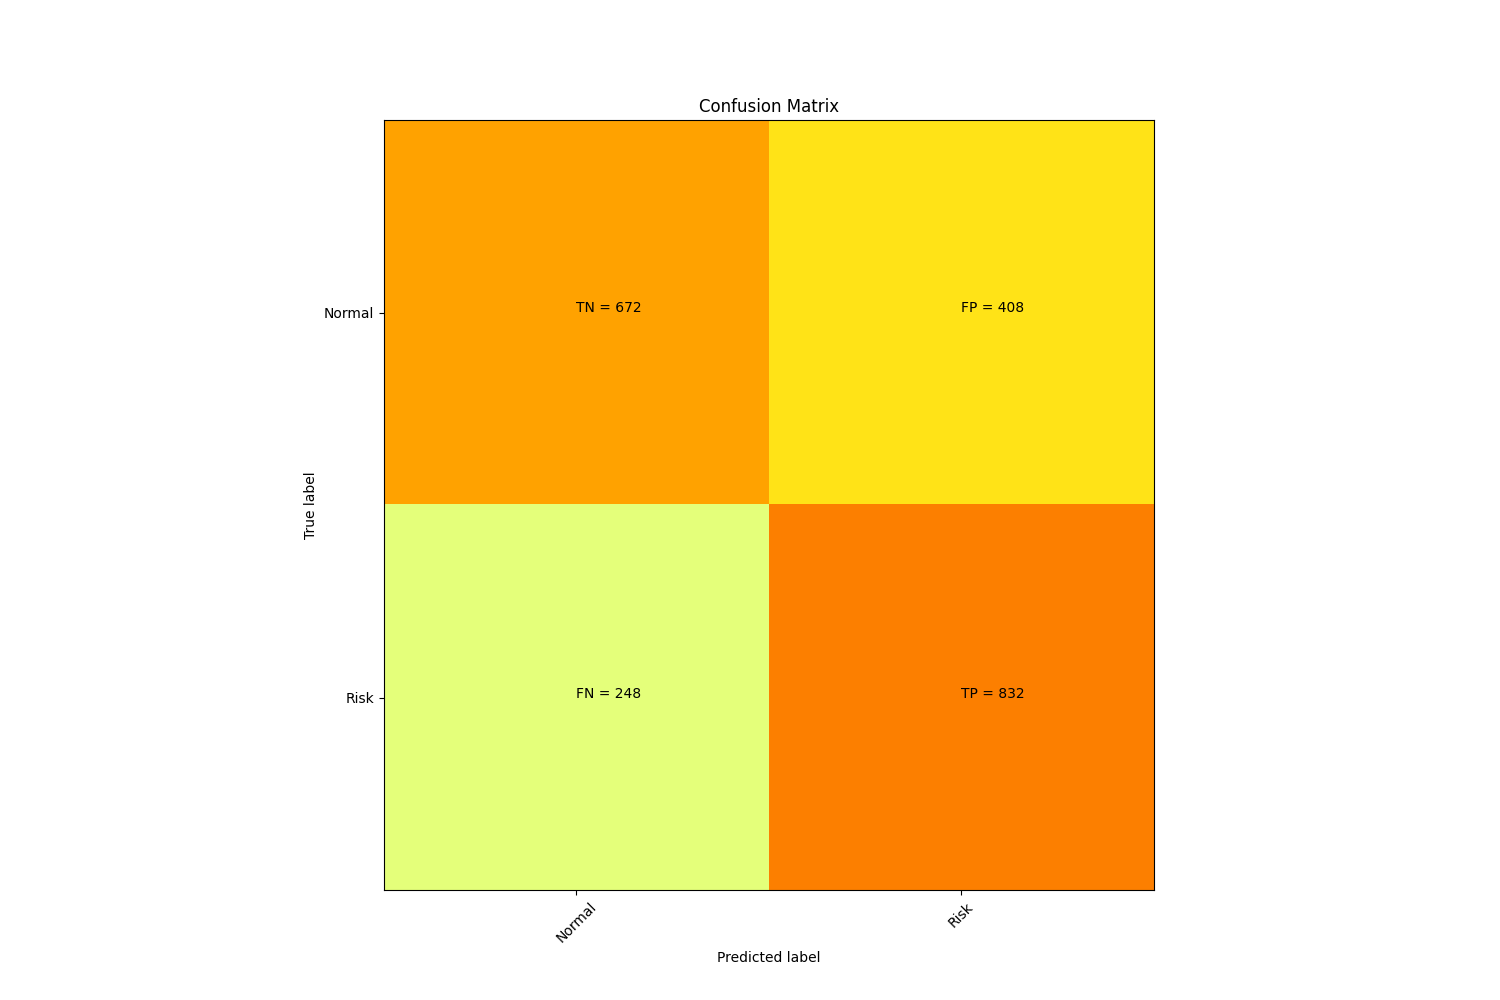 Confusion Matrix
True label
Normal
TN = 672
FP = 408
Risk
FN = 248
TP = 832
Normal
Risk
Predicted label